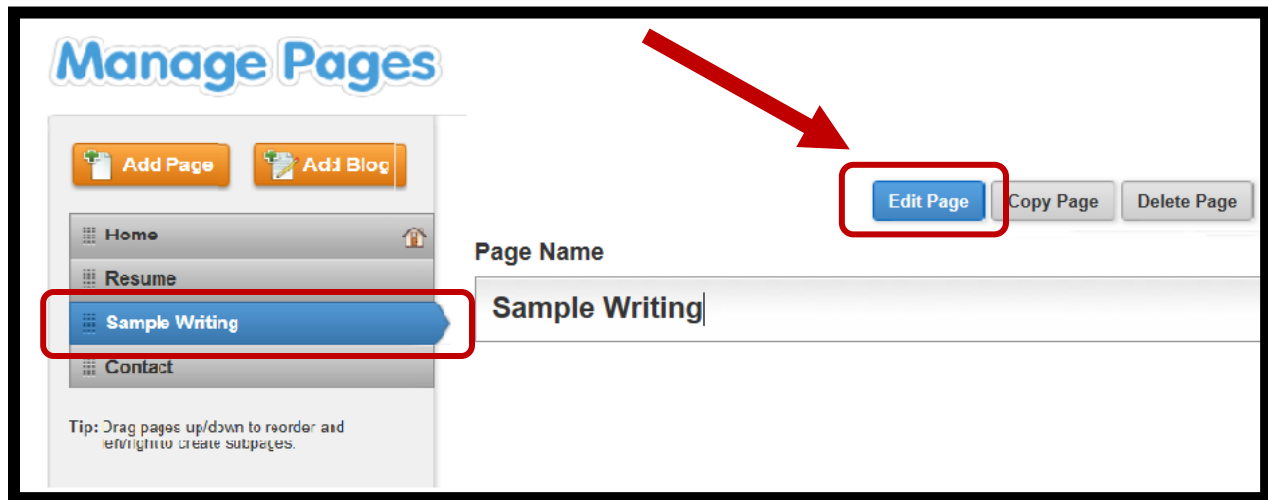 Manage Pages
Add Page
Add Blog
Edit Page
Copy Page
Delete Page
Home
Resume
Sample Writing
Contact
Page Name
Sample Writing
Tip: Drag pages up/down to reorder and
left/right to create subpages.